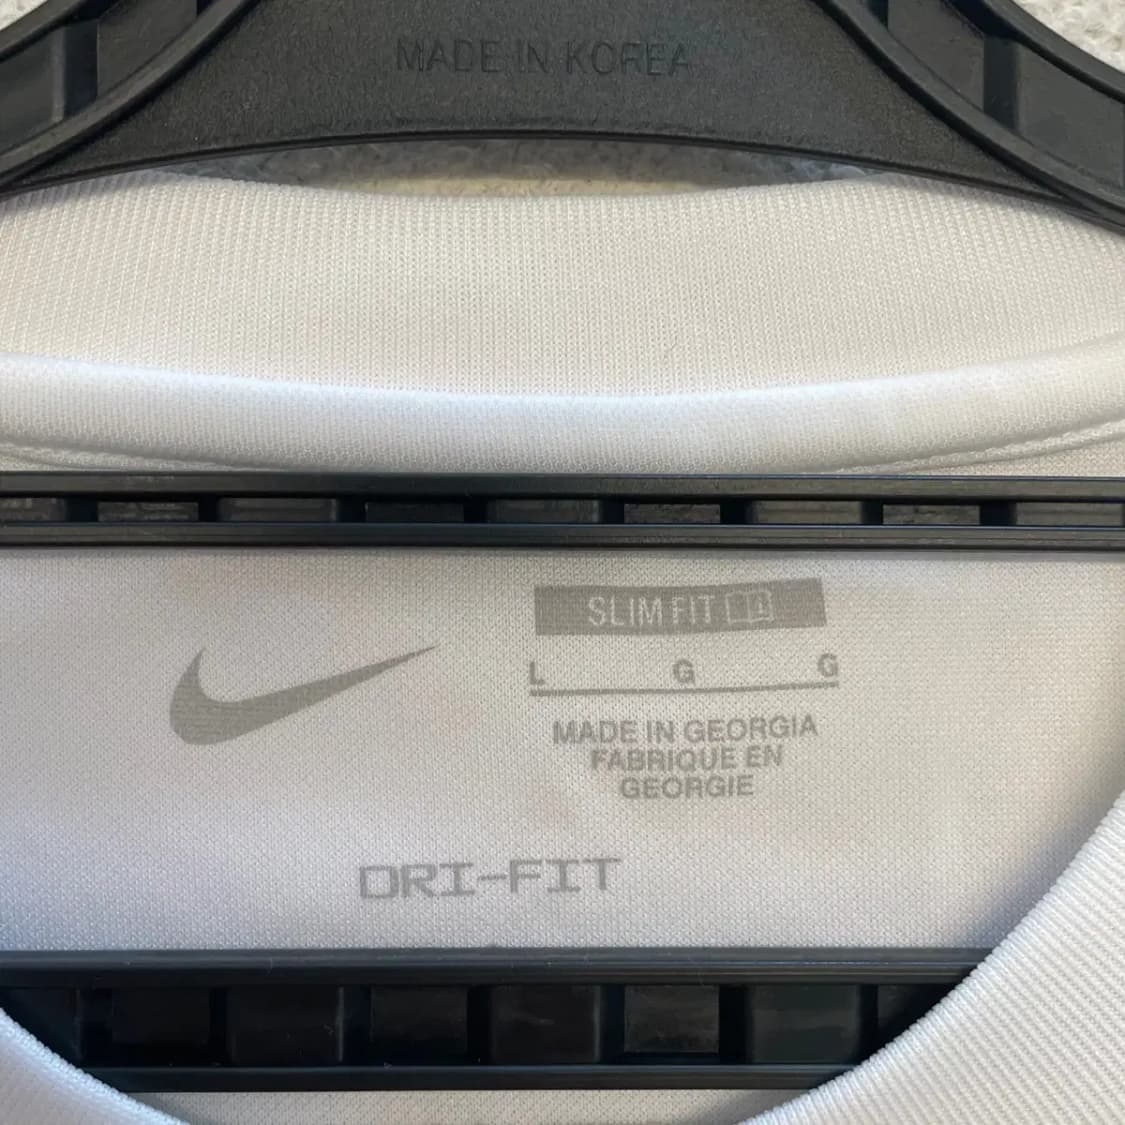 MADE IN KOREA
SLIM FIT
L G G
MADE IN GEORGIA
FABRIQUE EN
GEORGIE
DRI-FIT